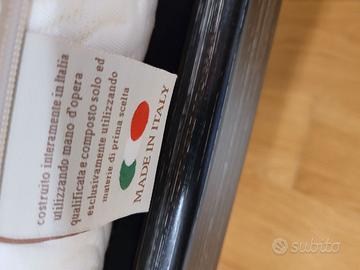 costruito interamente in Italia
utilizzando mano d'opera
qualificata e composto solo ed
esclusivamente utilizzando
materie di prima scelta
MADE IN ITALY
subito